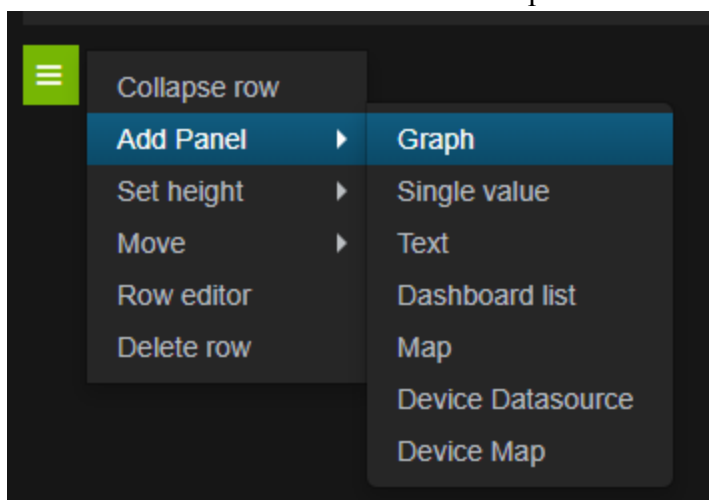 Collapse row
Add Panel
Set height
Move
Row editor
Delete row
Graph
Single value
Text
Dashboard list
Map
Device Datasource
Device Map